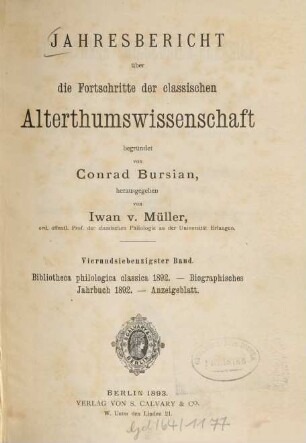 JAHRESBERICHT
über
die Fortschritte der classischen
Alterthumswissenschaft
begründet
von
Conrad Bursian,
herausgegeben
von
Iwan v. Müller,
ord. öffentl. Prof. der classischen Philologie an der Universität Erlangen.
Vierundsiebenzigster Band.
Bibliotheca philologica classica 1892. — Biographisches
Jahrbuch 1892. — Anzeigeblatt.
BERLIN 1893.
VERLAG VON S. CALVARY & CO.
W. Unter den Linden 21.